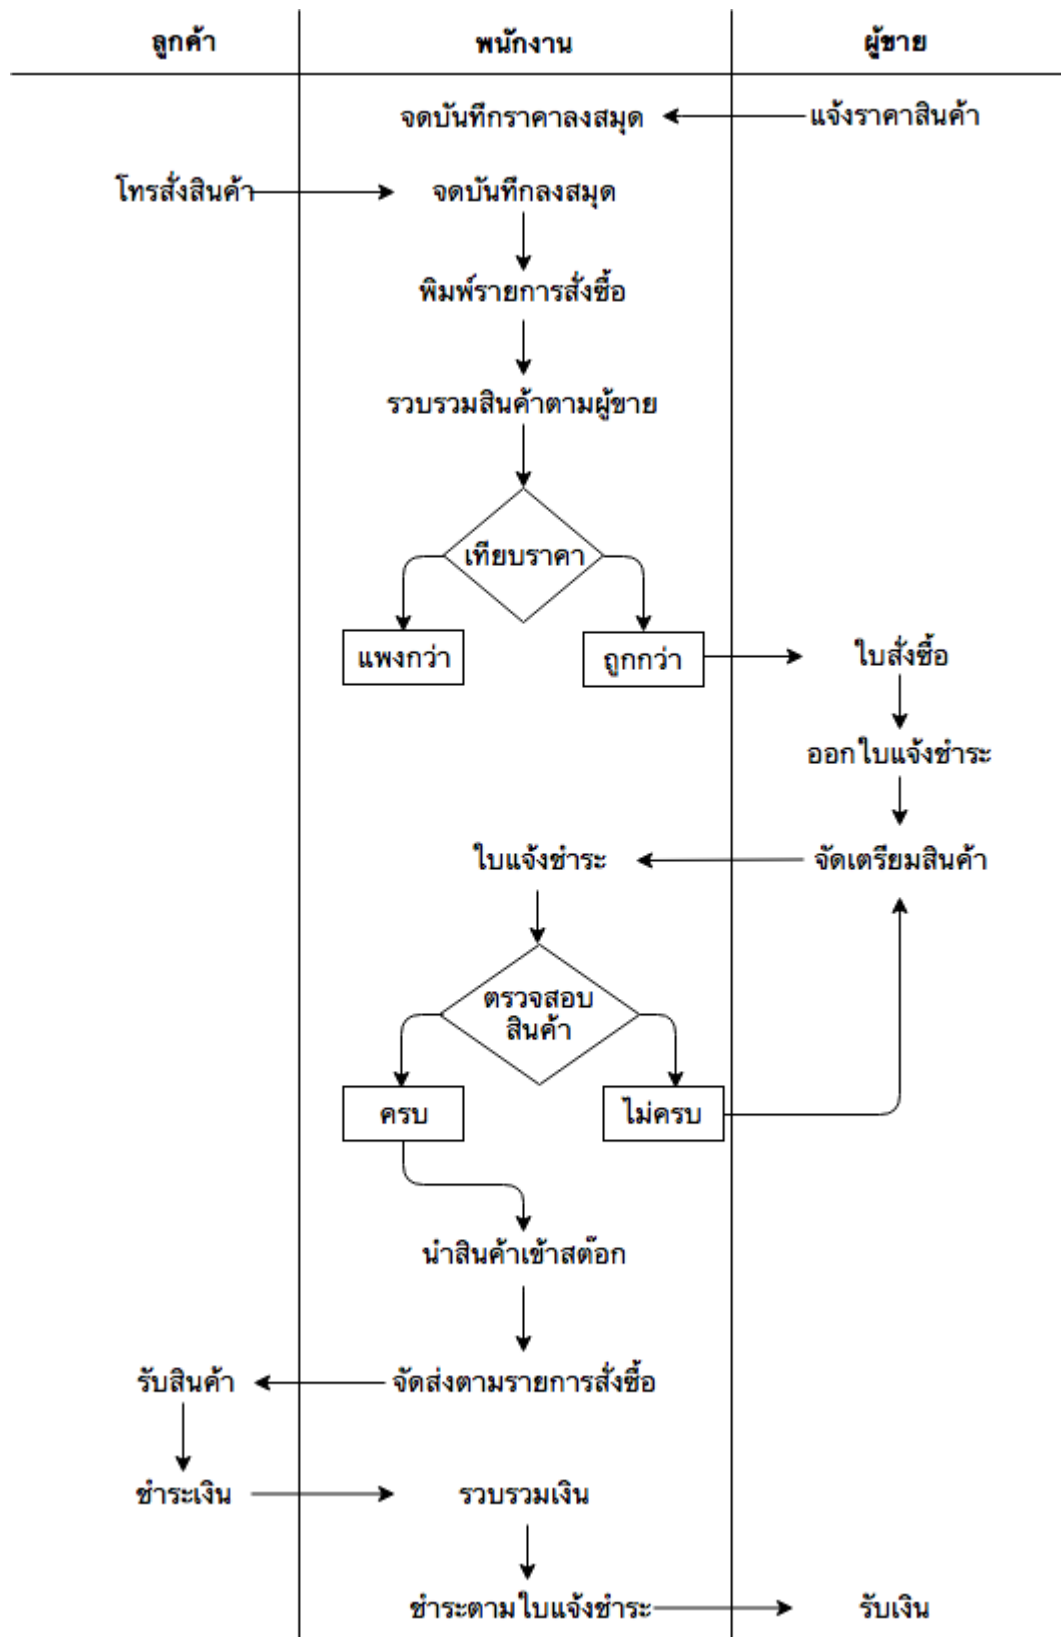 ลูกค้า
พนักงาน
ผู้ขาย
จดบันทึกราคาลงสมุด
แจ้งราคาสินค้า
โทรสั่งสินค้า
จดบันทึกลงสมุด
พิมพ์รายการสั่งซื้อ
รวบรวมสินค้าตามผู้ขาย
เทียบราคา
แพงกว่า
ถูกกว่า
ใบสั่งซื้อ
ออกใบแจ้งชำระ
ใบแจ้งชำระ
จัดเตรียมสินค้า
ตรวจสอบ
สินค้า
ครบ
ไม่ครบ
นำสินค้าเข้าสต๊อก
รับสินค้า
จัดส่งตามรายการสั่งซื้อ
ชำระเงิน
รวบรวมเงิน
ชำระตามใบแจ้งชำระ
รับเงิน